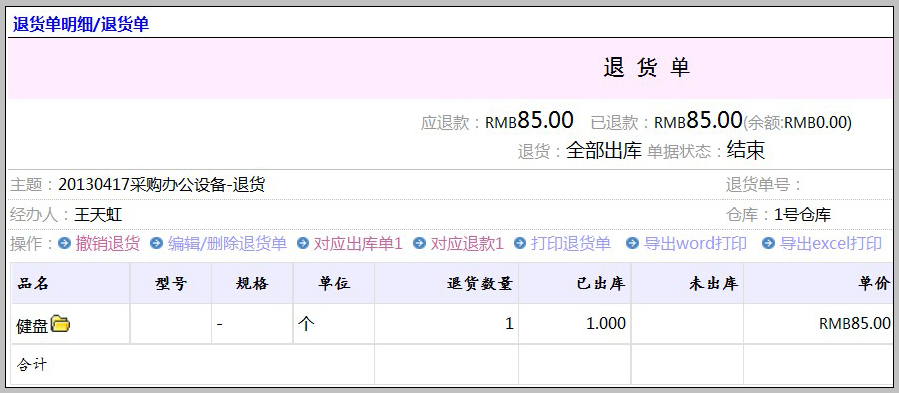 退货单明细/退货单
退 货 单
应退款：RMB85.00 已退款：RMB85.00(余额:RMB0.00)
退货：全部出库 单据状态：结束
主题：20130417采购办公设备-退货 退货单号：
经办人：王天虹 仓库：1号仓库
操作： 撤销退货 编辑/删除退货单 对应出库单1 对应退款1 打印退货单 导出word打印 导出excel打印
品名 型号 规格 单位 退货数量 已出库 未出库 单价
健盘 - 个 1 1.000 RMB85.00
合计